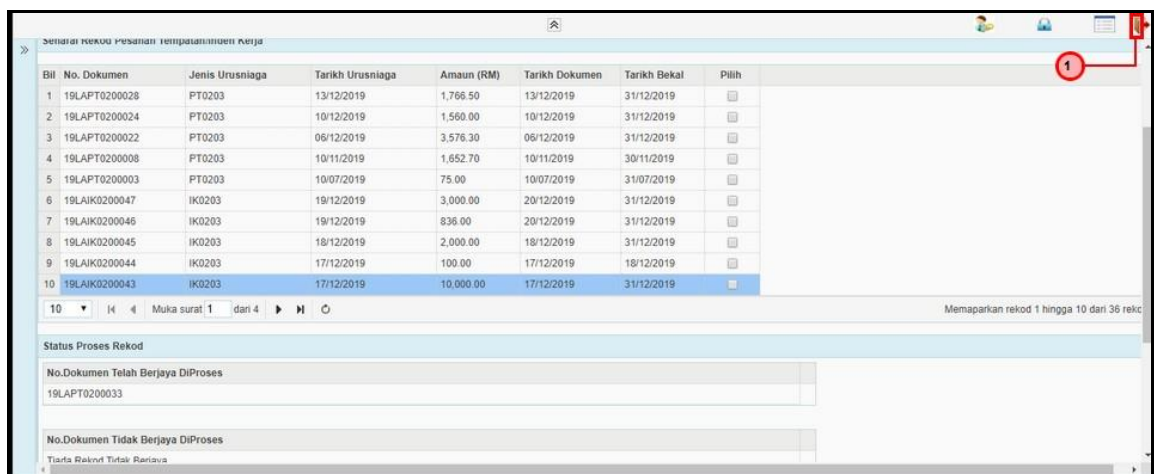 Senarai Rekod Pesanan Tempatan/Inden Kerja
1
Bil No. Dokumen Jenis Urusniaga Tarikh Urusniaga Amaun (RM) Tarikh Dokumen Tarikh Bekal Pilih
1 19LAPT0200028 PT0203 13/12/2019 1,766.50 13/12/2019 31/12/2019
2 19LAPT0200024 PT0203 10/12/2019 1,560.00 10/12/2019 31/12/2019
3 19LAPT0200022 PT0203 06/12/2019 3,576.30 06/12/2019 31/12/2019
4 19LAPT0200008 PT0203 10/11/2019 1,652.70 10/11/2019 30/11/2019
5 19LAPT0200003 PT0203 10/07/2019 75.00 10/07/2019 31/07/2019
6 19LAIK0200047 IK0203 19/12/2019 3,000.00 20/12/2019 31/12/2019
7 19LAIK0200046 IK0203 19/12/2019 836.00 20/12/2019 31/12/2019
8 19LAIK0200045 IK0203 18/12/2019 2,000.00 18/12/2019 31/12/2019
9 19LAIK0200044 IK0203 17/12/2019 100.00 17/12/2019 18/12/2019
10 19LAIK0200043 IK0203 17/12/2019 10,000.00 17/12/2019 31/12/2019
10 Muka surat 1 dari 4 Memaparkan rekod 1 hingga 10 dari 36 reko
Status Proses Rekod
No.Dokumen Telah Berjaya DiProses
19LAPT0200033
No.Dokumen Tidak Berjaya DiProses
Tiada Rekod Tidak Berjaya